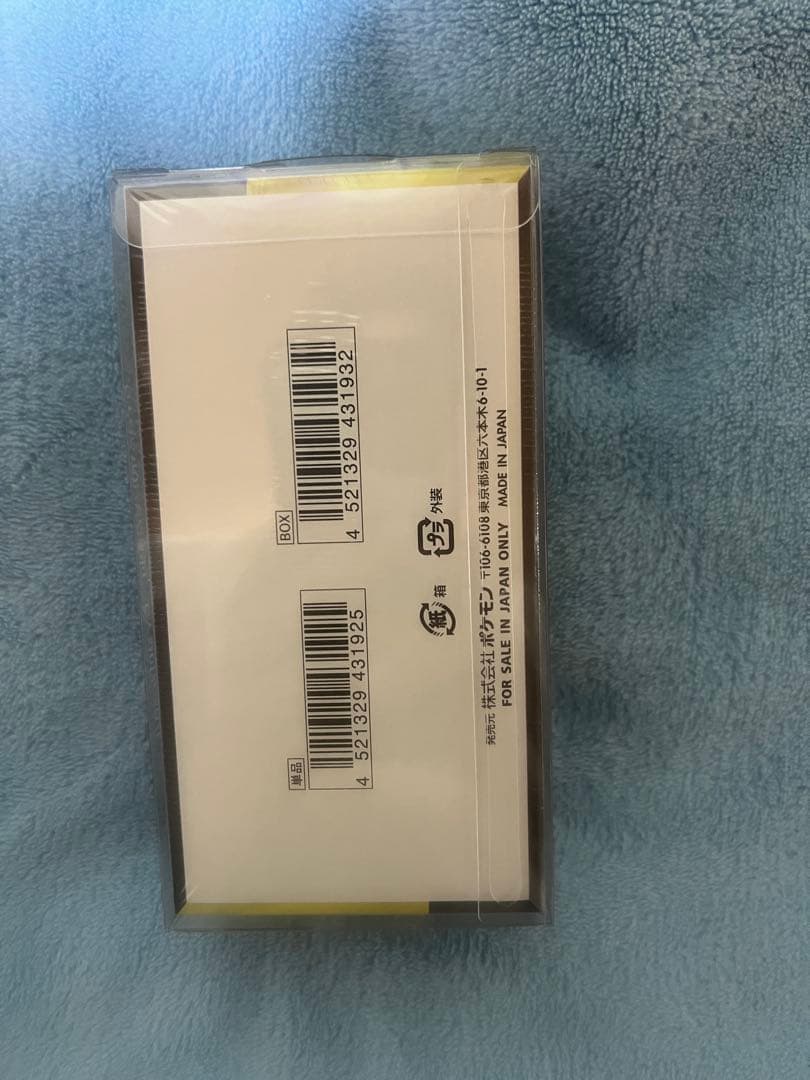 単品
4 521329 431925
BOX
4 521329 431932
紙 箱
プラ 外装
発売元 株式会社 ポケモン 〒106-6108 東京都港区六本木6-10-1
FOR SALE IN JAPAN ONLY MADE IN JAPAN